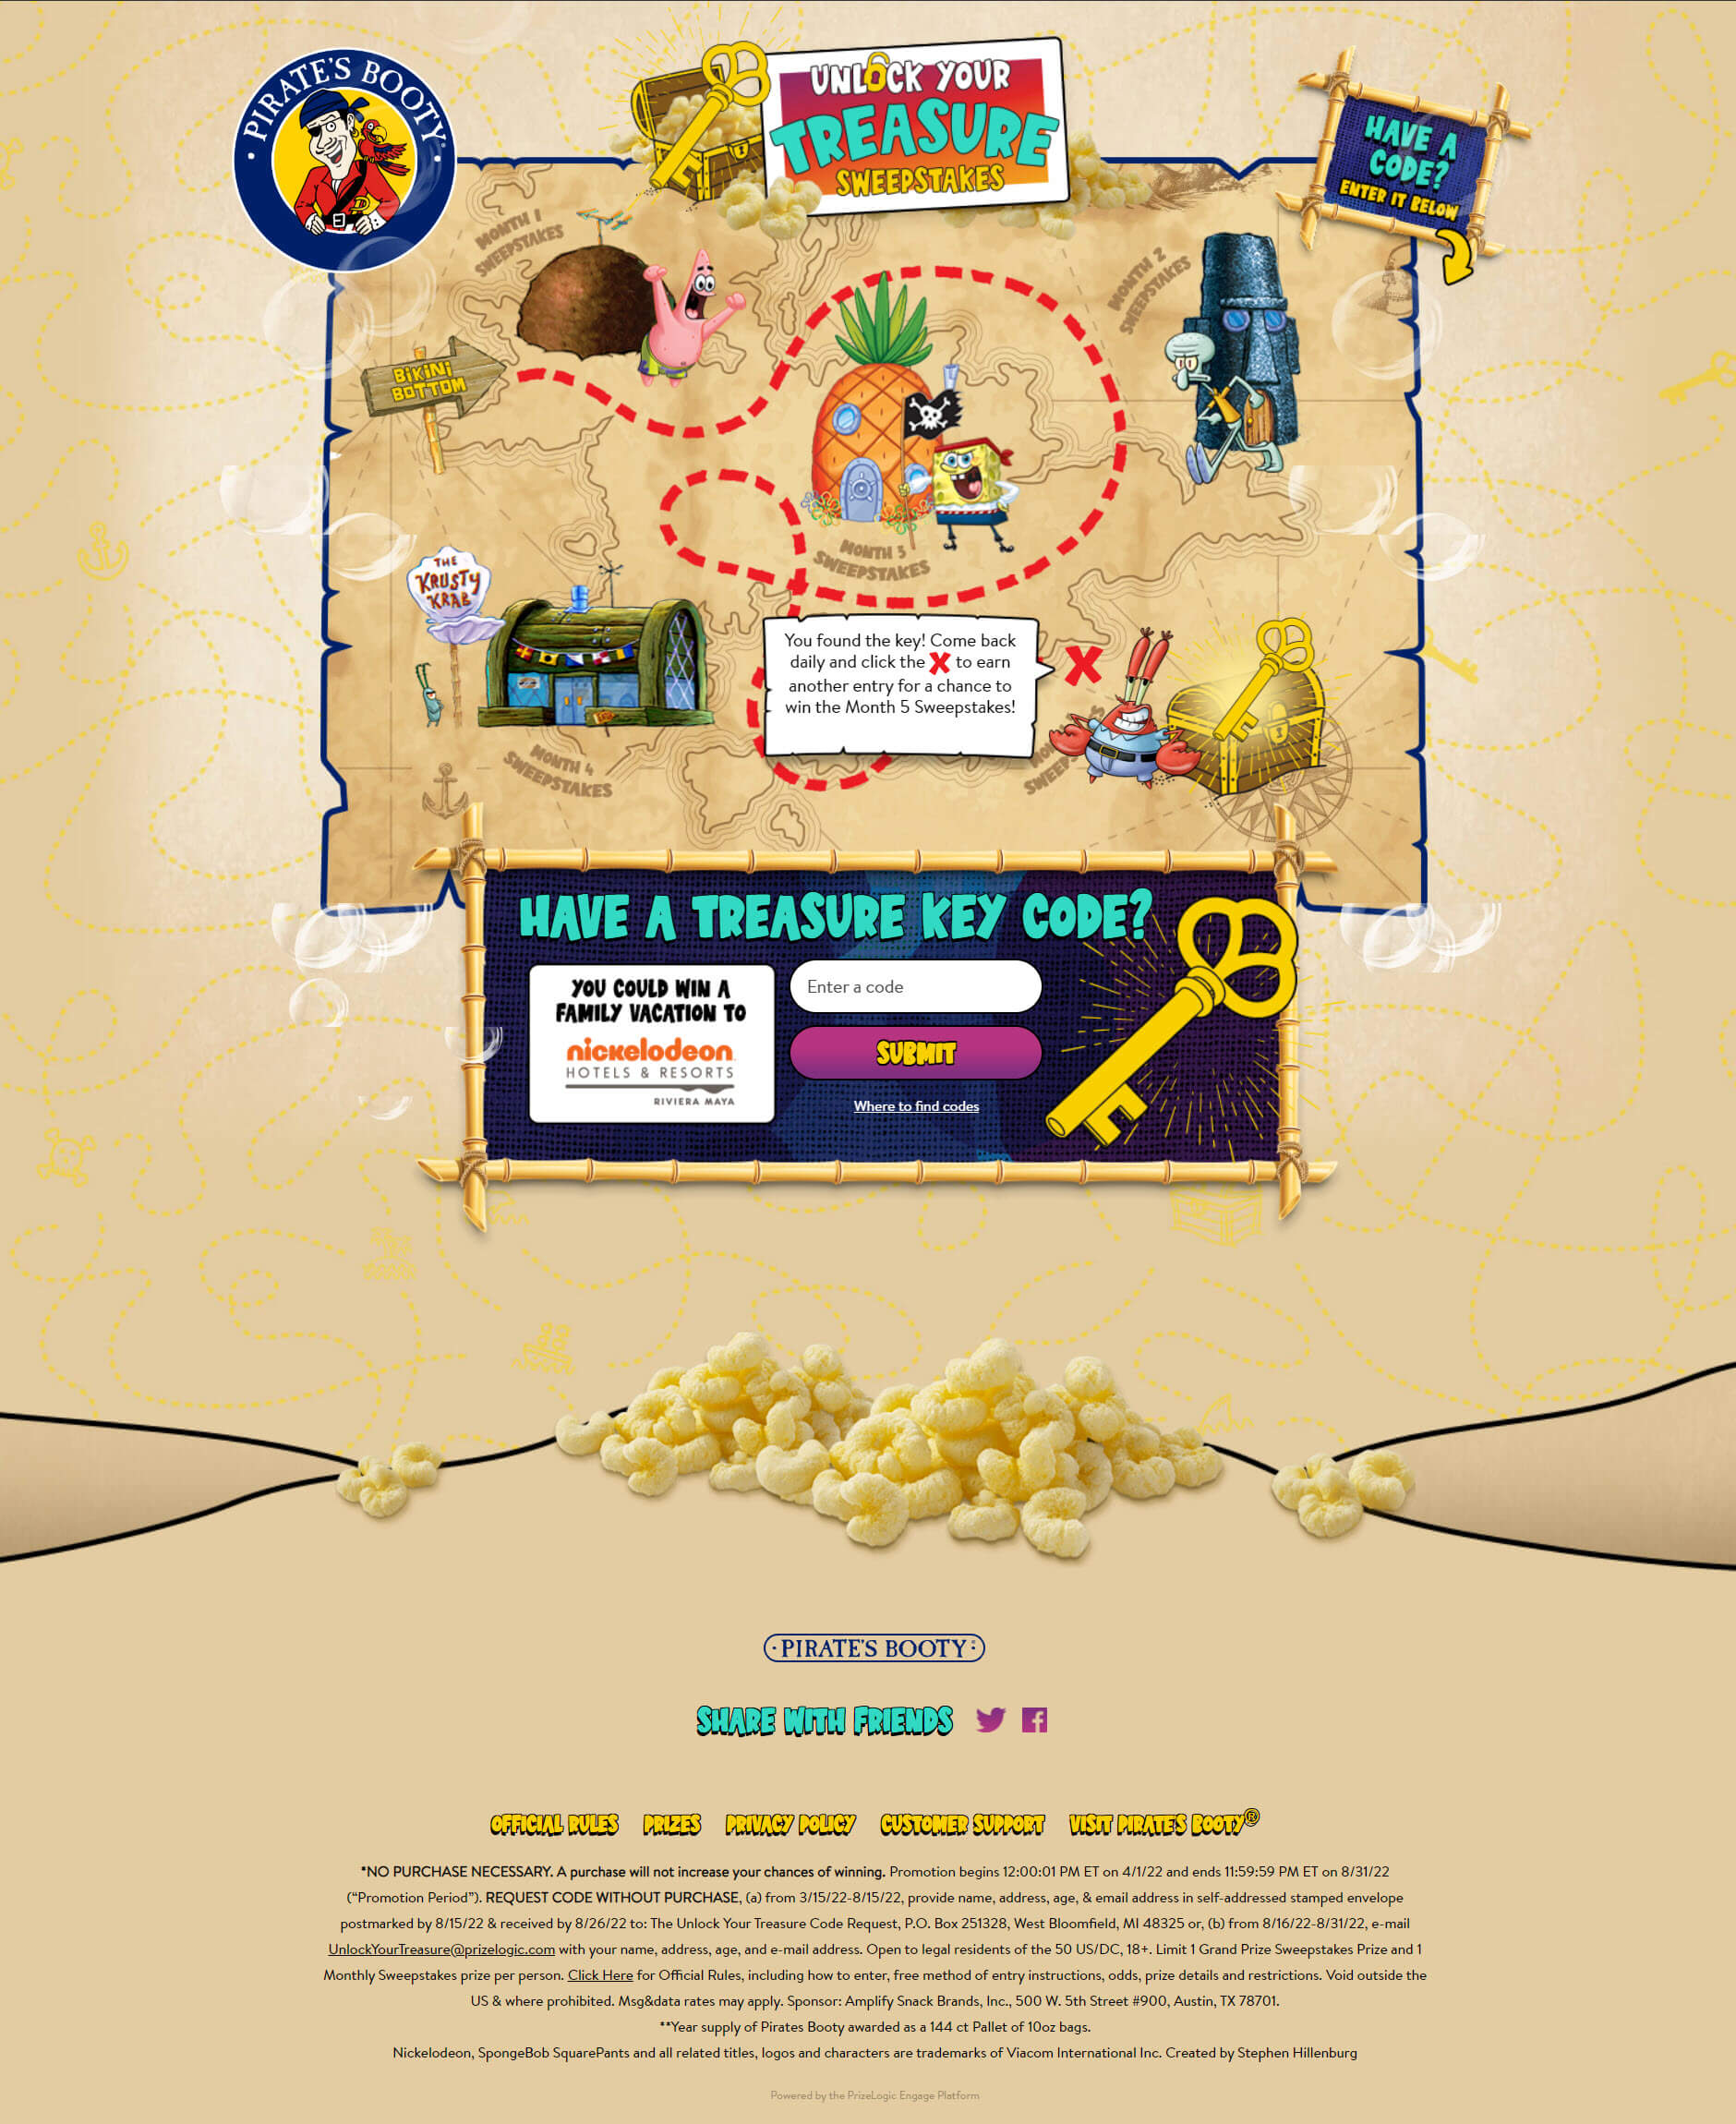 · PIRATE'S BOOTY® ·
UNLOCK YOUR
TREASURE
SWEEPSTAKES
HAVE A
CODE?
ENTER IT BELOW
MONTH 1
SWEEPSTAKES
MONTH 2
SWEEPSTAKES
BIKINI
BOTTOM
MONTH 3
SWEEPSTAKES
THE
KRUSTY
KRAB
You found the key! Come back
daily and click the X to earn
another entry for a chance to
win the Month 5 Sweepstakes!
X
MONTH 4
SWEEPSTAKES
HAVE A TREASURE KEY CODE?
YOU COULD WIN A
FAMILY VACATION TO
nickelodeon
HOTELS & RESORTS
RIVIERA MAYA
Enter a code
SUBMIT
Where to find codes
· PIRATE'S BOOTY ·®
SHARE WITH FRIENDS
OFFICIAL RULES PRIZES PRIVACY POLICY CUSTOMER SUPPORT VISIT PIRATE'S BOOTY®
*NO PURCHASE NECESSARY. A purchase will not increase your chances of winning. Promotion begins 12:00:01 PM ET on 4/1/22 and ends 11:59:59 PM ET on 8/31/22
(“Promotion Period”). REQUEST CODE WITHOUT PURCHASE, (a) from 3/15/22-8/15/22, provide name, address, age, & email address in self-addressed stamped envelope
postmarked by 8/15/22 & received by 8/26/22 to: The Unlock Your Treasure Code Request, P.O. Box 251328, West Bloomfield, MI 48325 or, (b) from 8/16/22-8/31/22, e-mail
UnlockYourTreasure@prizelogic.com with your name, address, age, and e-mail address. Open to legal residents of the 50 US/DC, 18+. Limit 1 Grand Prize Sweepstakes Prize and 1
Monthly Sweepstakes prize per person. Click Here for Official Rules, including how to enter, free method of entry instructions, odds, prize details and restrictions. Void outside the
US & where prohibited. Msg&data rates may apply. Sponsor: Amplify Snack Brands, Inc., 500 W. 5th Street #900, Austin, TX 78701.
**Year supply of Pirates Booty awarded as a 144 ct Pallet of 10oz bags.
Nickelodeon, SpongeBob SquarePants and all related titles, logos and characters are trademarks of Viacom International Inc. Created by Stephen Hillenburg
Powered by the PrizeLogic Engage Platform